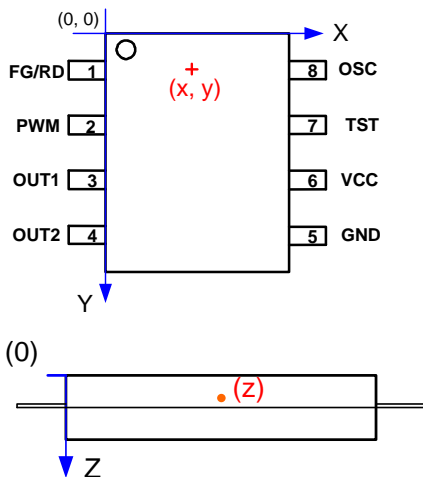 (0, 0) X
FG/RD 1 8 OSC
(x, y)
PWM 2 7 TST
OUT1 3 6 VCC
OUT2 4 5 GND
Y
(0)
(z)
Z